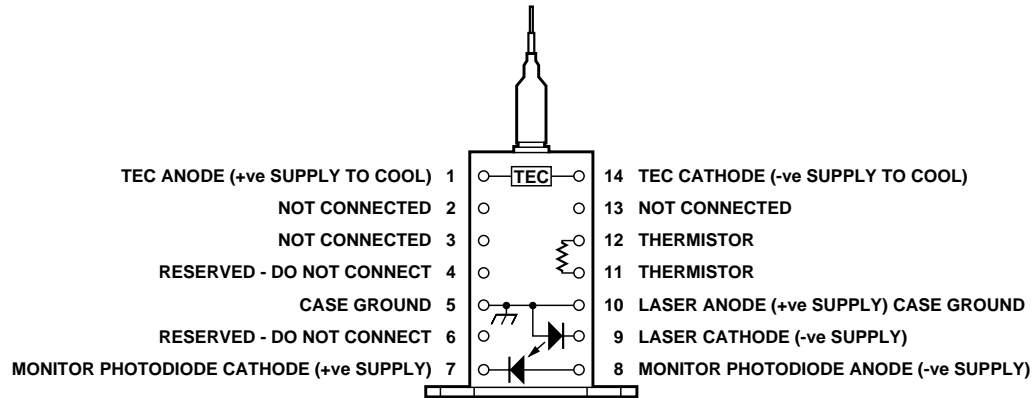 TEC ANODE (+ve SUPPLY TO COOL) 1 TEC 14 TEC CATHODE (-ve SUPPLY TO COOL)
NOT CONNECTED 2 13 NOT CONNECTED
NOT CONNECTED 3 12 THERMISTOR
RESERVED - DO NOT CONNECT 4 11 THERMISTOR
CASE GROUND 5 10 LASER ANODE (+ve SUPPLY) CASE GROUND
RESERVED - DO NOT CONNECT 6 9 LASER CATHODE (-ve SUPPLY)
MONITOR PHOTODIODE CATHODE (+ve SUPPLY) 7 8 MONITOR PHOTODIODE ANODE (-ve SUPPLY)